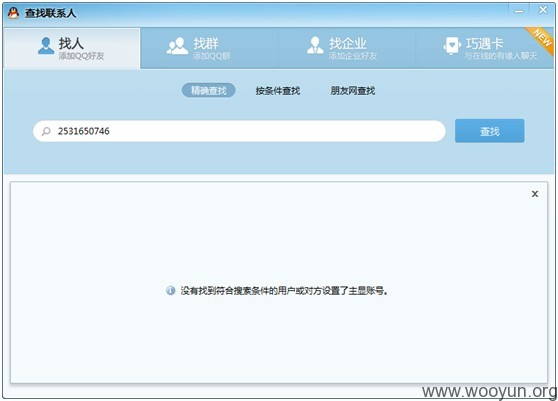 查找联系人
找人
添加QQ好友
找群
添加QQ群
找企业
添加企业好友
巧遇卡
与在线的有缘人聊天
NEW
精确查找
按条件查找
朋友网查找
2531650746
查找
没有找到符合搜索条件的用户或对方设置了主显账号。
www.wooyun.org